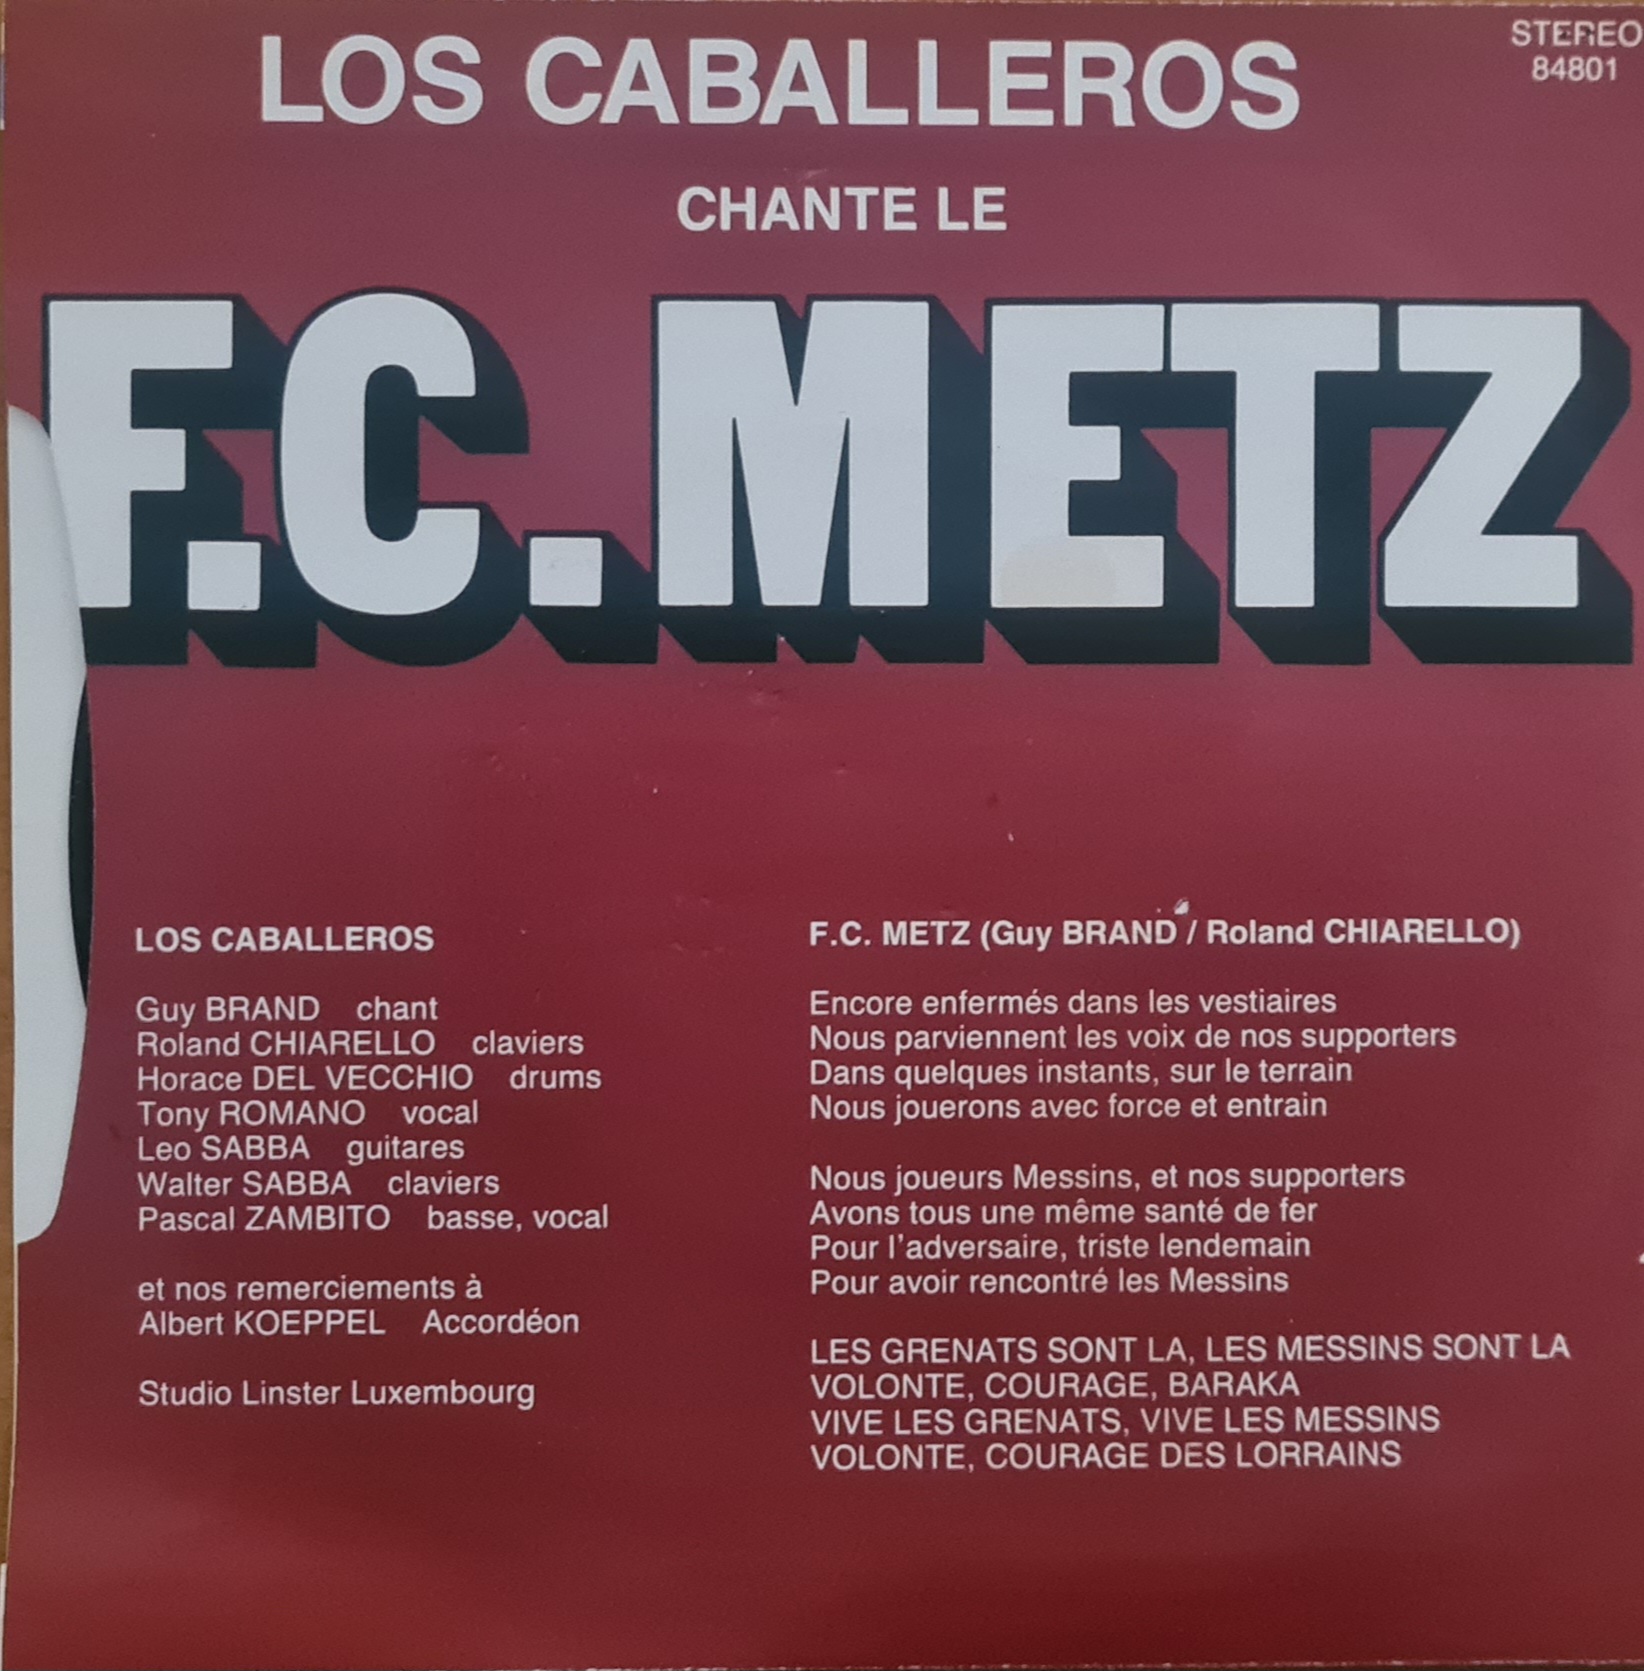 LOS CABALLEROS
STEREO
84801
CHANTE LE
F.C. METZ
LOS CABALLEROS
Guy BRAND chant
Roland CHIARELLO claviers
Horace DEL VECCHIO drums
Tony ROMANO vocal
Leo SABBA guitares
Walter SABBA claviers
Pascal ZAMBITO basse, vocal
et nos remerciements à
Albert KOEPPEL Accordéon
Studio Linster Luxembourg
F.C. METZ (Guy BRAND / Roland CHIARELLO)
Encore enfermés dans les vestiaires
Nous parviennent les voix de nos supporters
Dans quelques instants, sur le terrain
Nous jouerons avec force et entrain
Nous joueurs Messins, et nos supporters
Avons tous une même santé de fer
Pour l'adversaire, triste lendemain
Pour avoir rencontré les Messins
LES GRENATS SONT LA, LES MESSINS SONT LA
VOLONTE, COURAGE, BARAKA
VIVE LES GRENATS, VIVE LES MESSINS
VOLONTE, COURAGE DES LORRAINS